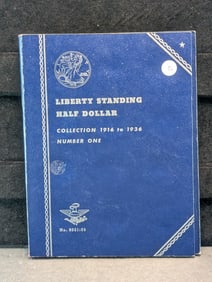 LIBERTY STANDING
HALF DOLLAR
COLLECTION 1916 to 1936
NUMBER ONE